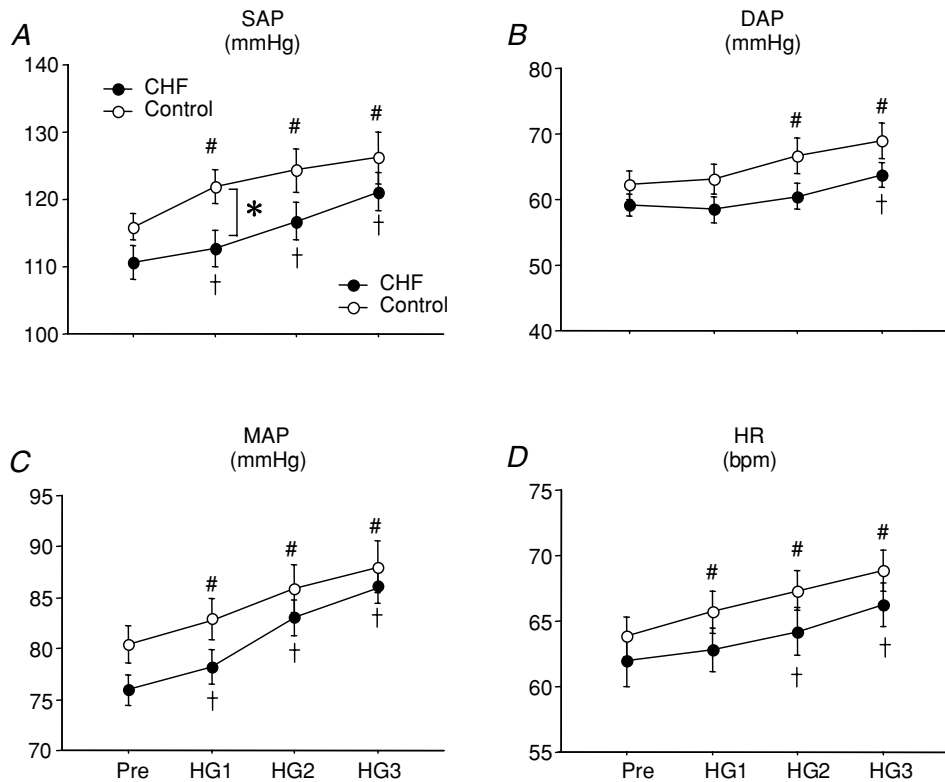 A
SAP
(mmHg)
140
130
120
110
100
CHF
Control
#
#
#
*
†
†
†
CHF
Control
B
DAP
(mmHg)
80
70
60
50
40
#
#
†
C
MAP
(mmHg)
95
90
85
80
75
70
#
#
#
†
†
†
Pre HG1 HG2 HG3
D
HR
(bpm)
75
70
65
60
55
#
#
#
†
†
Pre HG1 HG2 HG3